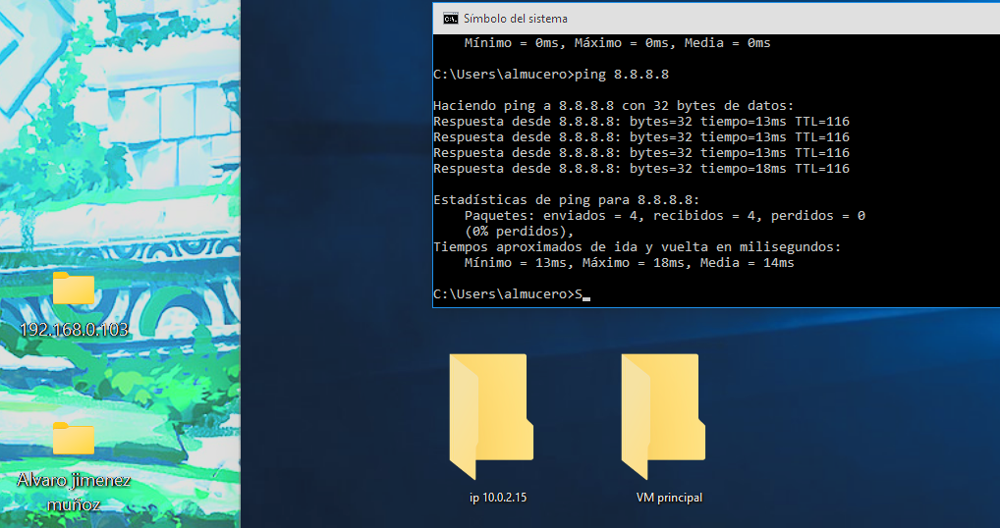 Símbolo del sistema
Mínimo = 0ms, Máximo = 0ms, Media = 0ms
C:\Users\almucero>ping 8.8.8.8
Haciendo ping a 8.8.8.8 con 32 bytes de datos:
Respuesta desde 8.8.8.8: bytes=32 tiempo=13ms TTL=116
Respuesta desde 8.8.8.8: bytes=32 tiempo=13ms TTL=116
Respuesta desde 8.8.8.8: bytes=32 tiempo=13ms TTL=116
Respuesta desde 8.8.8.8: bytes=32 tiempo=18ms TTL=116
Estadísticas de ping para 8.8.8.8:
Paquetes: enviados = 4, recibidos = 4, perdidos = 0
(0% perdidos),
Tiempos aproximados de ida y vuelta en milisegundos:
Mínimo = 13ms, Máximo = 18ms, Media = 14ms
C:\Users\almucero>S_
192.168.0.103
Alvaro jimenez
muñoz
ip 10.0.2.15
VM principal